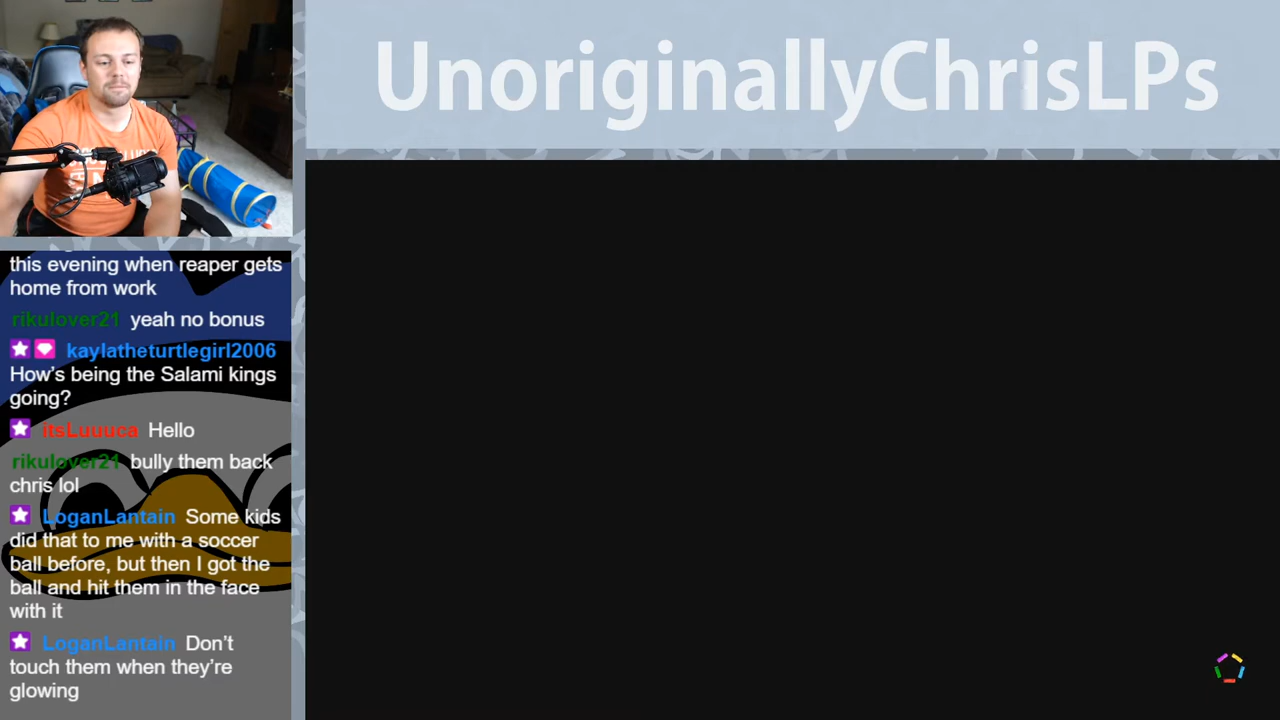 UnoriginallyChrisLPs
this evening when reaper gets
home from work
rikulover21 yeah no bonus
kaylatheturtlegirl2006
How's being the Salami kings
going?
itsLuuuca Hello
rikulover21 bully them back
chris lol
LoganLantain Some kids
did that to me with a soccer
ball before, but then I got the
ball and hit them in the face
with it
LoganLantain Don't
touch them when they're
glowing